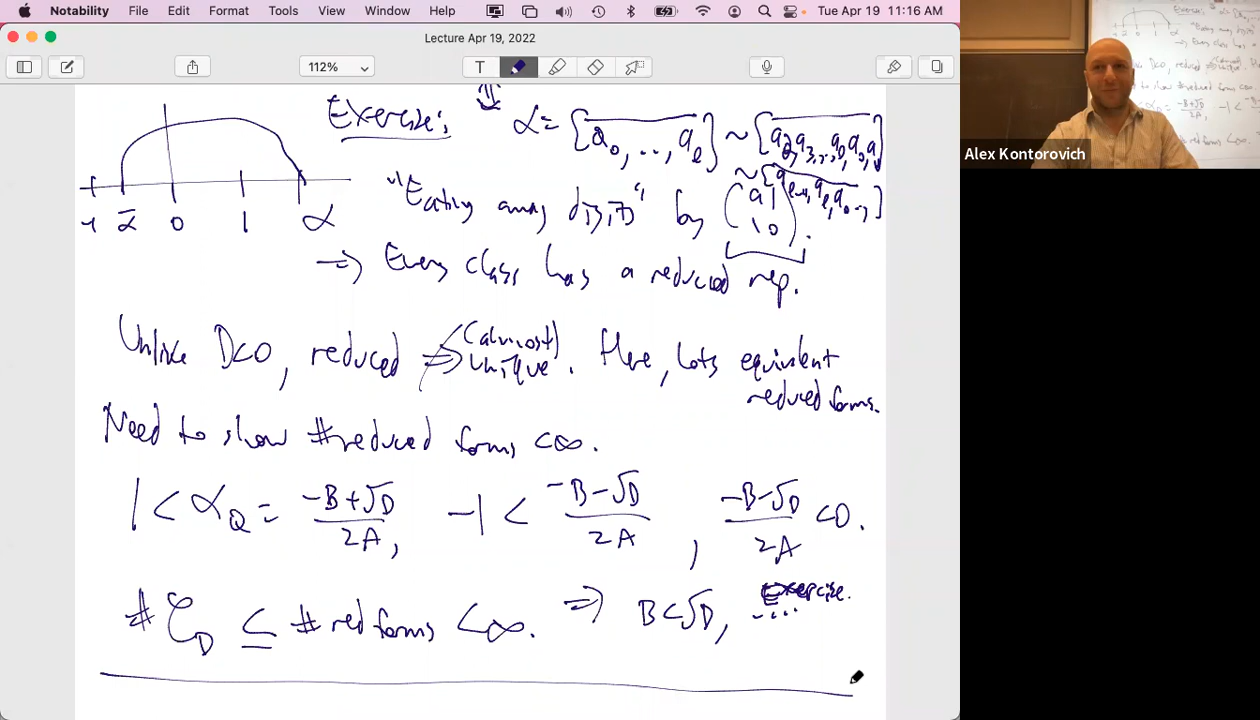 Notability File Edit Format Tools View Window Help Tue Apr 19 11:16 AM
Lecture Apr 19, 2022
112% T
Exercise: α = [a₀, .., aₗ] ~ [a₂, a₃, .., aₗ, a₀, a₁]
"Eating away digits" by (a 1
1 0).
-1 ᾱ 0 1 α
⇒ Every class has a reduced rep.
Unlike D<0, reduced ⇏ (almost) unique. Here, lots equivalent
reduced forms.
Need to show #reduced forms <∞.
1 < α_Q = (-B+√D)/2A, -1 < (-B-√D)/2A, (-B-√D)/2A <0.
# C_D ≤ # red forms <∞. ⇒ B<√D, .... Exercise.
Alex Kontorovich